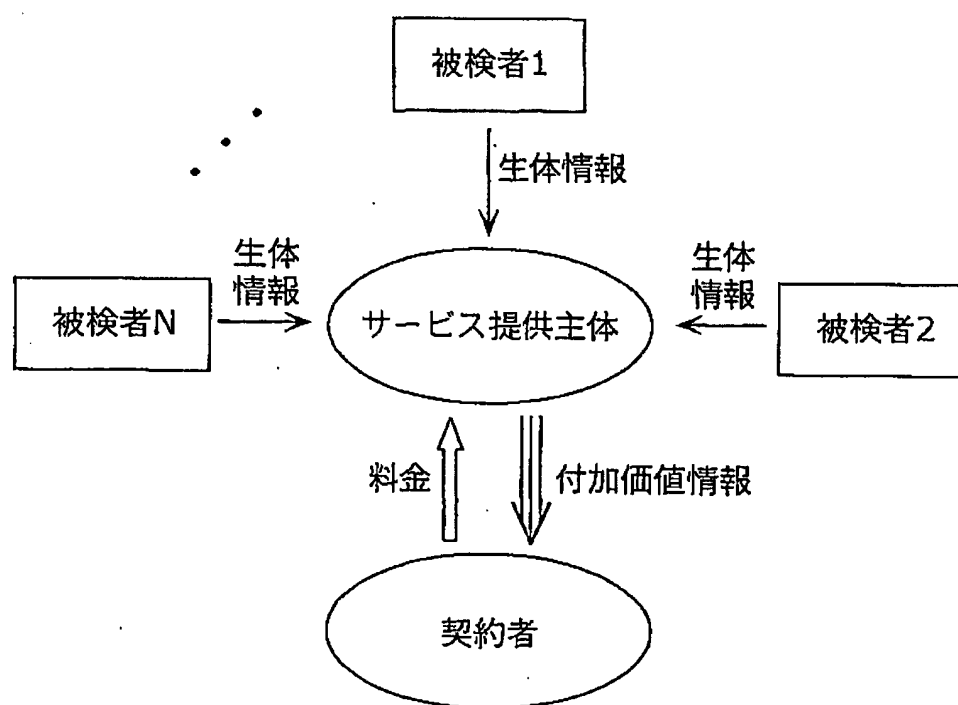 被検者1
生体情報
生体
情報
被検者N
サービス提供主体
生体
情報
被検者2
料金
付加価値情報
契約者